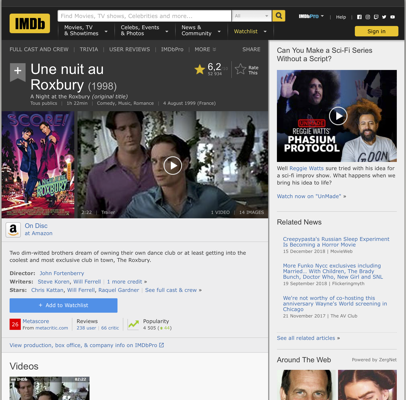 IMDb
Find Movies, TV shows, Celebrities and more...
All
IMDbPro
Help
Movies, TV & Showtimes
Celebs, Events & Photos
News & Community
Watchlist
Sign in
FULL CAST AND CREW | TRIVIA | USER REVIEWS | IMDbPro | MORE
SHARE
Une nuit au
Roxbury (1998)
A Night at the Roxbury (original title)
Tous publics | 1h 22min | Comedy, Music, Romance | 4 August 1999 (France)
6,2
Rate
This
ROXBURY
2:22 | Trailer
1 VIDEO | 14 IMAGES
On Disc
at Amazon
Two dim-witted brothers dream of owning their own dance club or at least getting into the
coolest and most exclusive club in town, The Roxbury.
Director: John Fortenberry
Writers: Steve Koren, Will Ferrell | 1 more credit »
Stars: Chris Kattan, Will Ferrell, Raquel Gardner | See full cast & crew »
+ Add to Watchlist
26
Metascore
From metacritic.com
Reviews
238 user | 66 critic
Popularity
4 505
View production, box office, & company info on IMDbPro
Videos
Can You Make a Sci-Fi Series
Without a Script?
REGGIE WATTS'
PHASIUM
PROTOCOL
Well Reggie Watts sure tried with his idea for
a sci-fi improv show. What happens when we
bring his idea to life?
Watch now on "UnMade" »
Related News
Creepypasta's Russian Sleep Experiment
Is Becoming a Horror Movie
15 December 2018 | MovieWeb
More Funko Nycc exclusives including
Married… With Children, The Brady
Bunch, Doctor Who, New Girl and SNL
19 September 2018 | Flickeringmyth
We're not worthy of co-hosting this
anniversary Wayne's World screening in
Chicago
21 November 2017 | The AV Club
See all related articles »
Around The Web
Powered by ZergNet